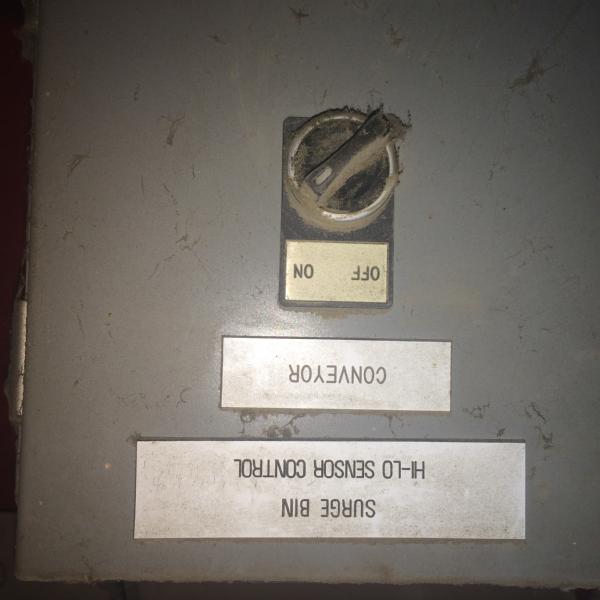 SURGE BIN
HI-LO SENSOR CONTROL
CONVEYOR
OFF ON